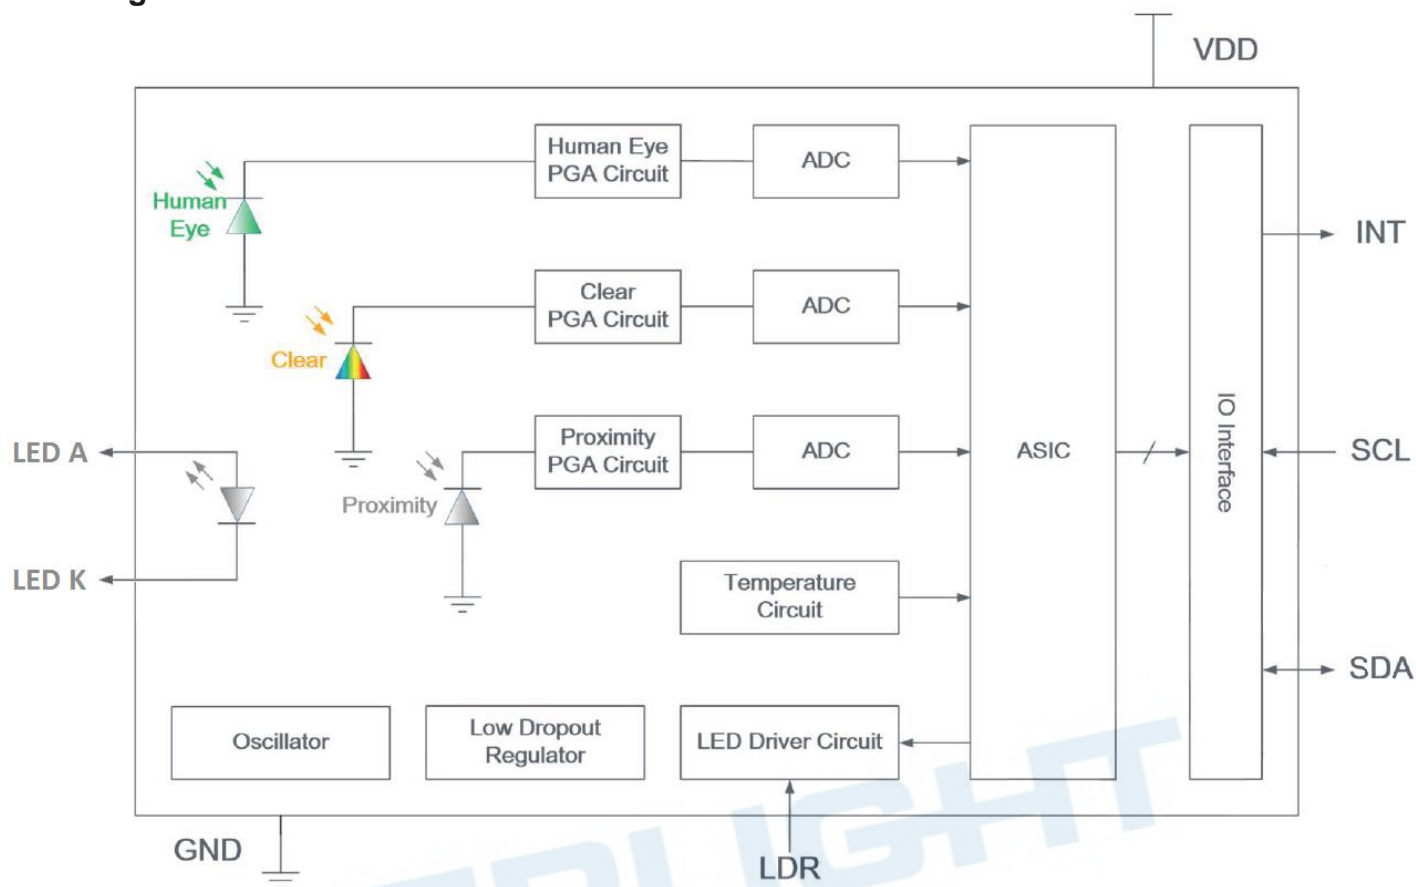 VDD
Human Eye
PGA Circuit
ADC
Human
Eye
INT
Clear
PGA Circuit
ADC
Clear
LED A
Proximity
PGA Circuit
ADC
ASIC
IO Interface
SCL
Proximity
LED K
Temperature
Circuit
SDA
Oscillator
Low Dropout
Regulator
LED Driver Circuit
GND
LDR